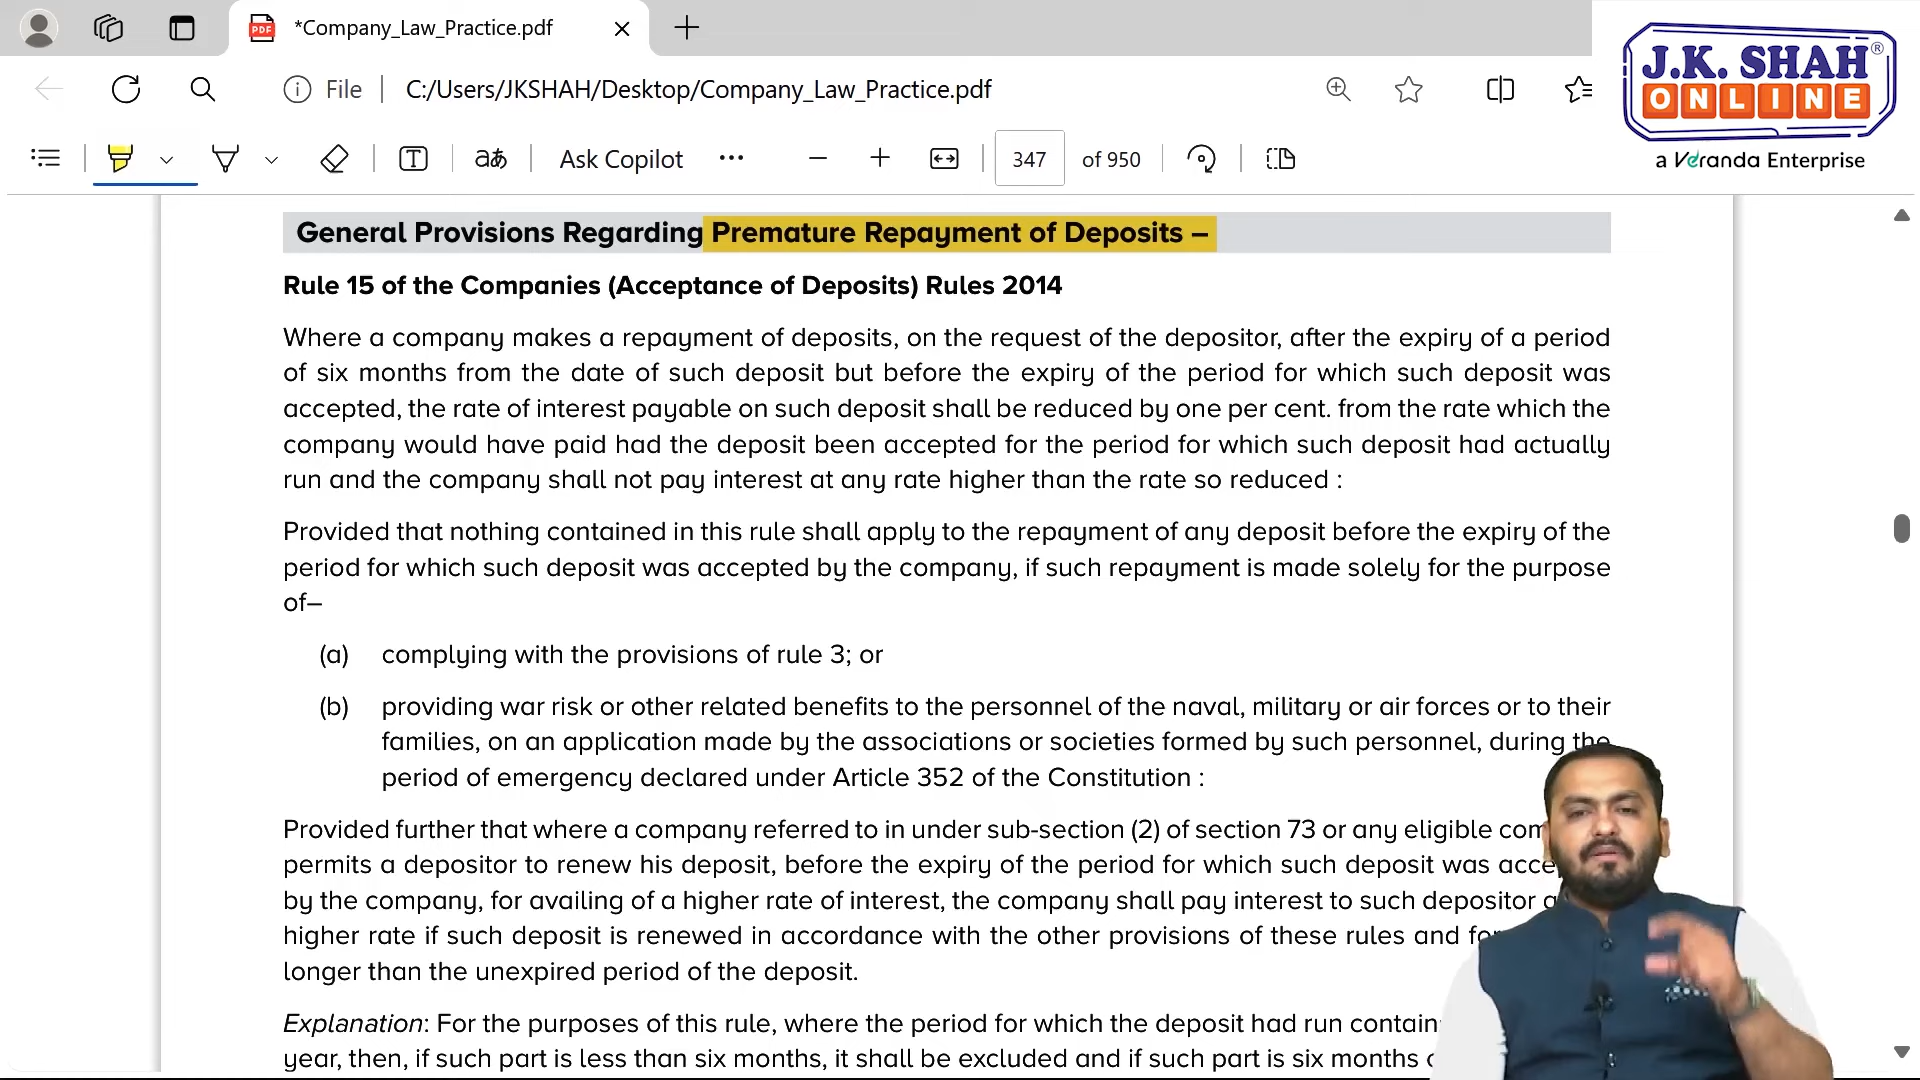 *Company_Law_Practice.pdf
File
C:/Users/JKSHAH/Desktop/Company_Law_Practice.pdf
J.K. SHAH®
ONLINE
a Veranda Enterprise
Ask Copilot
347 of 950
General Provisions Regarding Premature Repayment of Deposits –
Rule 15 of the Companies (Acceptance of Deposits) Rules 2014
Where a company makes a repayment of deposits, on the request of the depositor, after the expiry of a period
of six months from the date of such deposit but before the expiry of the period for which such deposit was
accepted, the rate of interest payable on such deposit shall be reduced by one per cent. from the rate which the
company would have paid had the deposit been accepted for the period for which such deposit had actually
run and the company shall not pay interest at any rate higher than the rate so reduced :
Provided that nothing contained in this rule shall apply to the repayment of any deposit before the expiry of the
period for which such deposit was accepted by the company, if such repayment is made solely for the purpose
of–
(a) complying with the provisions of rule 3; or
(b) providing war risk or other related benefits to the personnel of the naval, military or air forces or to their
families, on an application made by the associations or societies formed by such personnel, during the
period of emergency declared under Article 352 of the Constitution :
Provided further that where a company referred to in under sub-section (2) of section 73 or any eligible
permits a depositor to renew his deposit, before the expiry of the period for which such deposit was
by the company, for availing of a higher rate of interest, the company shall pay interest to such depositor
higher rate if such deposit is renewed in accordance with the other provisions of these rules and
longer than the unexpired period of the deposit.
Explanation: For the purposes of this rule, where the period for which the deposit had run
year, then, if such part is less than six months, it shall be excluded and if such part is six months